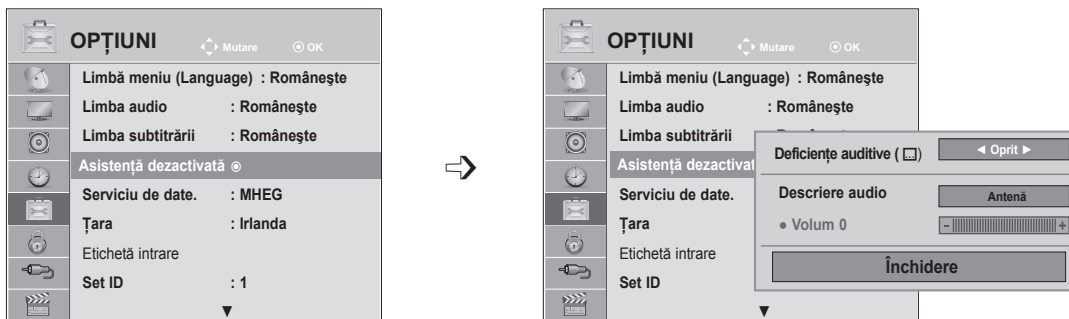 OPȚIUNI
Mutare
OK
Limbă meniu (Language) : Românește
Limba audio : Românește
Limba subtitrării : Românește
Asistență dezactivată
Serviciu de date. : MHEG
Țara : Irlanda
Etichetă intrare
Set ID : 1
▼
OPȚIUNI
Mutare
OK
Limbă meniu (Language) : Românește
Limba audio : Românește
Limba subtitrării
Asistență dezactivat
Serviciu de date.
Țara
Etichetă intrare
Set ID
▼
Deficiențe auditive ( )
◄ Oprit ►
Descriere audio
Antenă
● Volum 0
- +
Închidere